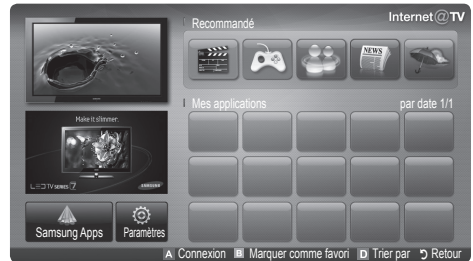 Internet@TV
Recommandé
NEWS
Mes applications
par date 1/1
Make it slimmer.
LED TV SERIES 7
SAMSUNG
Samsung Apps
Paramètres
A Connexion B Marquer comme favori D Trier par Retour